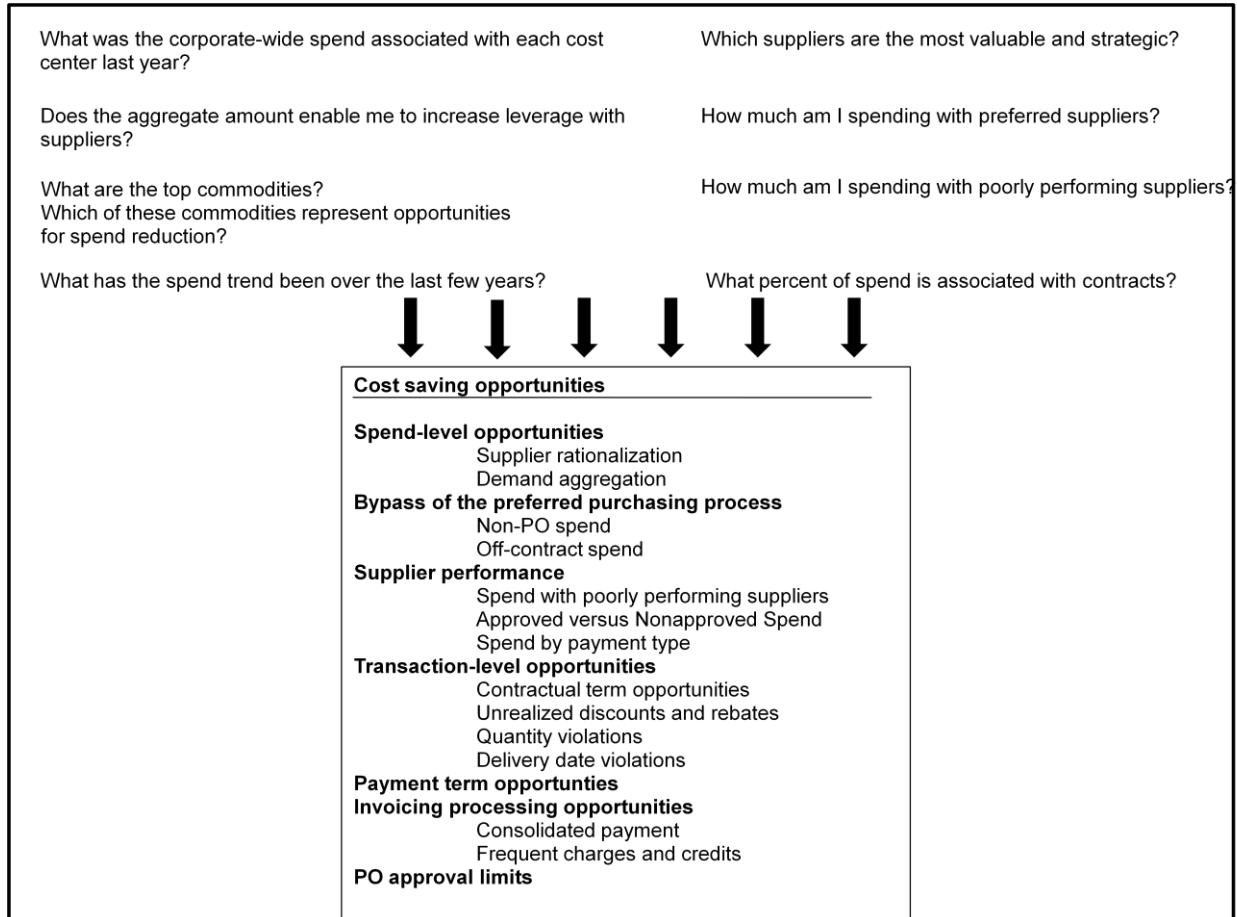 What was the corporate-wide spend associated with each cost
center last year?
Does the aggregate amount enable me to increase leverage with
suppliers?
What are the top commodities?
Which of these commodities represent opportunities
for spend reduction?
What has the spend trend been over the last few years?
Which suppliers are the most valuable and strategic?
How much am I spending with preferred suppliers?
How much am I spending with poorly performing suppliers?
What percent of spend is associated with contracts?
Cost saving opportunities
Spend-level opportunities
Supplier rationalization
Demand aggregation
Bypass of the preferred purchasing process
Non-PO spend
Off-contract spend
Supplier performance
Spend with poorly performing suppliers
Approved versus Nonapproved Spend
Spend by payment type
Transaction-level opportunities
Contractual term opportunities
Unrealized discounts and rebates
Quantity violations
Delivery date violations
Payment term opportunties
Invoicing processing opportunities
Consolidated payment
Frequent charges and credits
PO approval limits